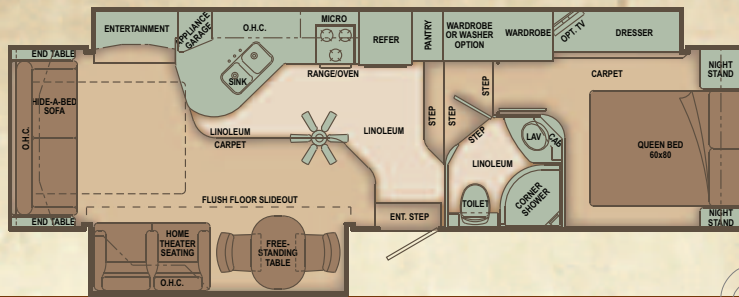 ENTERTAINMENT
APPLIANCE
GARAGE
O.H.C.
MICRO
REFER
PANTRY
WARDROBE
OR WASHER
OPTION
WARDROBE
OPT. TV
DRESSER
END TABLE
HIDE-A-BED
SOFA
O.H.C.
END TABLE
SINK
RANGE/OVEN
LINOLEUM
CARPET
LINOLEUM
STEP
STEP
STEP
STEP
CARPET
NIGHT
STAND
LAV
CAB
LINOLEUM
QUEEN BED
60x80
TOILET
CORNER
SHOWER
NIGHT
STAND
FLUSH FLOOR SLIDEOUT
ENT. STEP
HOME
THEATER
SEATING
O.H.C.
FREE-
STANDING
TABLE